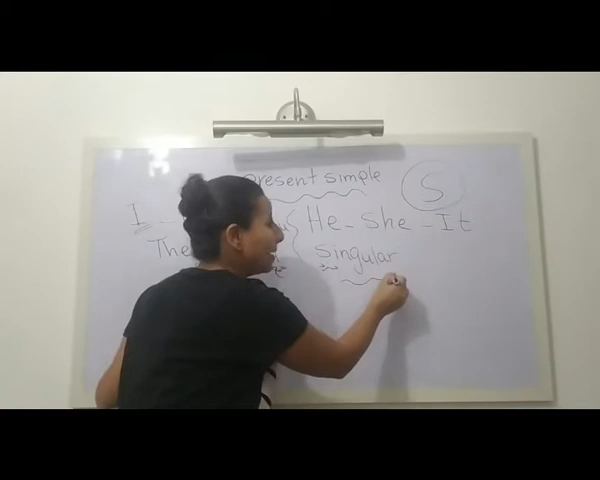 present simple S
I He - She - It
The
singular